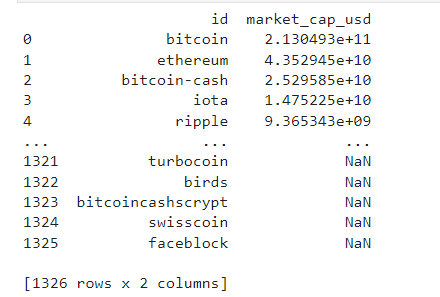 id market_cap_usd
0 bitcoin 2.130493e+11
1 ethereum 4.352945e+10
2 bitcoin-cash 2.529585e+10
3 iota 1.475225e+10
4 ripple 9.365343e+09
... ... ...
1321 turbocoin NaN
1322 birds NaN
1323 bitcoincashscrypt NaN
1324 swisscoin NaN
1325 faceblock NaN
[1326 rows x 2 columns]